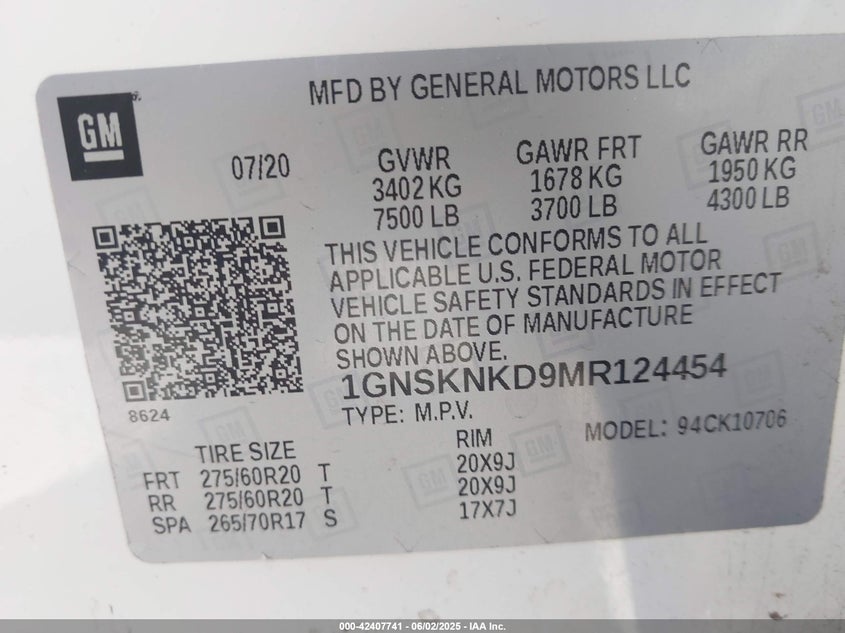 MFD BY GENERAL MOTORS LLC
GM
07/20
GVWR GAWR FRT GAWR RR
3402 KG 1678 KG 1950 KG
7500 LB 3700 LB 4300 LB
THIS VEHICLE CONFORMS TO ALL
APPLICABLE U.S. FEDERAL MOTOR
VEHICLE SAFETY STANDARDS IN EFFECT
ON THE DATE OF MANUFACTURE
SHOWN ABOVE.
1GNSKNKD9MR124454
8624
TYPE: M.P.V. MODEL: 94CK10706
TIRE SIZE RIM
FRT 275/60R20 T 20X9J
RR 275/60R20 T 20X9J
SPA 265/70R17 S 17X7J
000-42407741 - 06/02/2025 - IAA Inc.